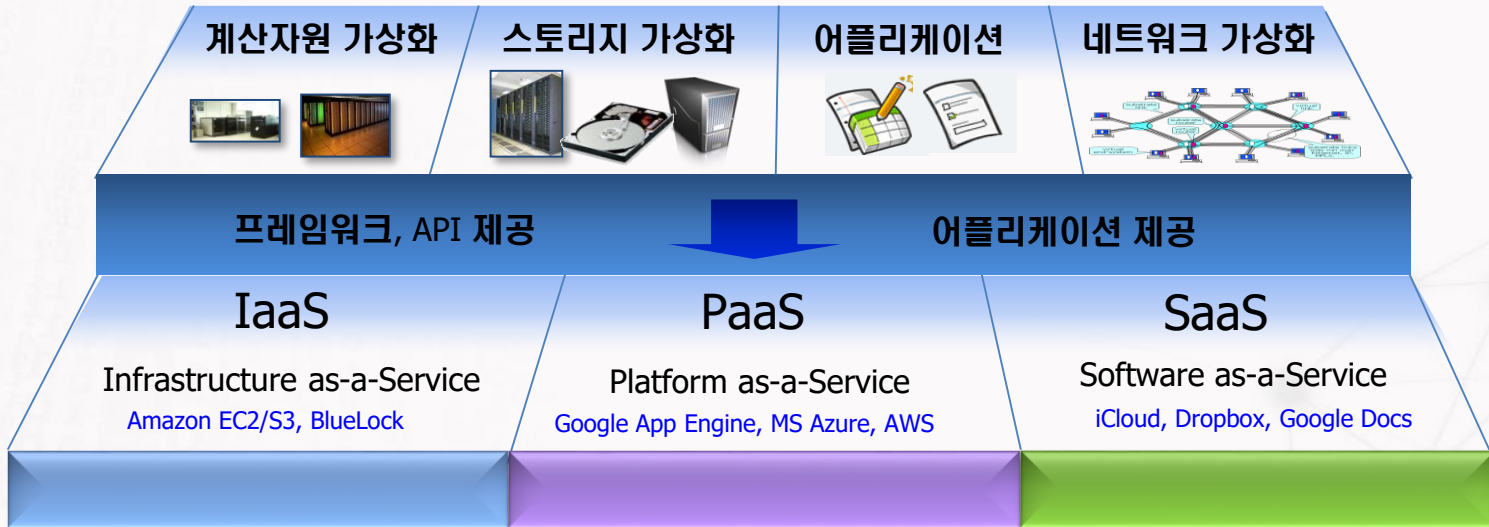 계산자원 가상화
스토리지 가상화
어플리케이션
네트워크 가상화
프레임워크, API 제공
어플리케이션 제공
IaaS
Infrastructure as-a-Service
Amazon EC2/S3, BlueLock
PaaS
Platform as-a-Service
Google App Engine, MS Azure, AWS
SaaS
Software as-a-Service
iCloud, Dropbox, Google Docs